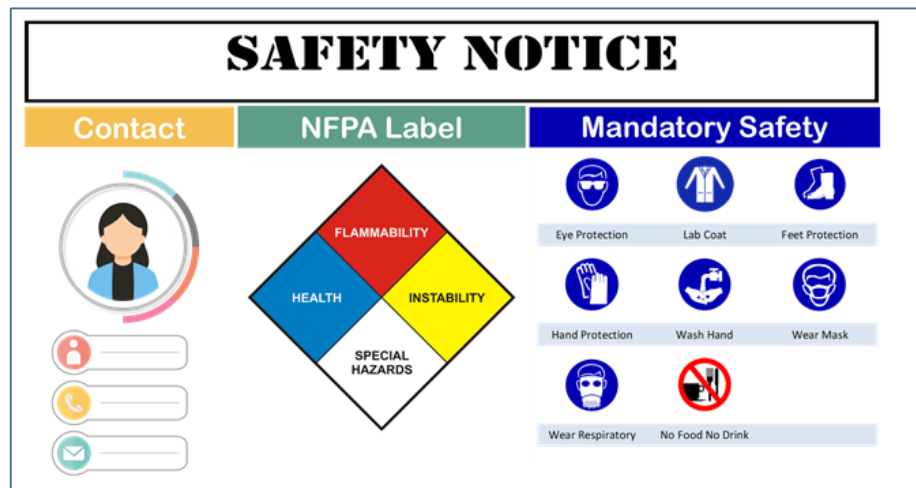 SAFETY NOTICE
Contact
NFPA Label
Mandatory Safety
FLAMMABILITY
HEALTH
INSTABILITY
SPECIAL
HAZARDS
Eye Protection
Lab Coat
Feet Protection
Hand Protection
Wash Hand
Wear Mask
Wear Respiratory
No Food No Drink